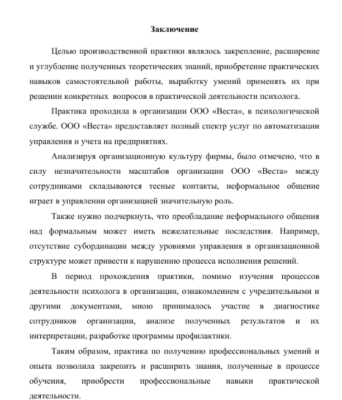 Заключение
Целью производственной практики являлось закрепление, расширение
и углубление полученных теоретических знаний, приобретение практических
навыков самостоятельной работы, выработку умений применять их при
решении конкретных вопросов в практической деятельности психолога.
Практика проходила в организации ООО «Веста», в психологической
службе. ООО «Веста» предоставляет полный спектр услуг по автоматизации
управления и учета на предприятиях.
Анализируя организационную культуру фирмы, было отмечено, что в
силу незначительности масштабов организации ООО «Веста» между
сотрудниками складываются тесные контакты, неформальное общение
играет в управлении организацией значительную роль.
Также нужно подчеркнуть, что преобладание неформального общения
над формальным может иметь нежелательные последствия. Например,
отсутствие субординации между уровнями управления в организационной
структуре может привести к нарушению процесса исполнения решений.
В период прохождения практики, помимо изучения процессов
деятельности психолога в организации, ознакомлением с учредительными и
другими документами, мною принималось участие в диагностике
сотрудников организации, анализе полученных результатов и их
интерпретации, разработке программы профилактики.
Таким образом, практика по получению профессиональных умений и
опыта позволила закрепить и расширить знания, полученные в процессе
обучения, приобрести профессиональные навыки практической
деятельности.